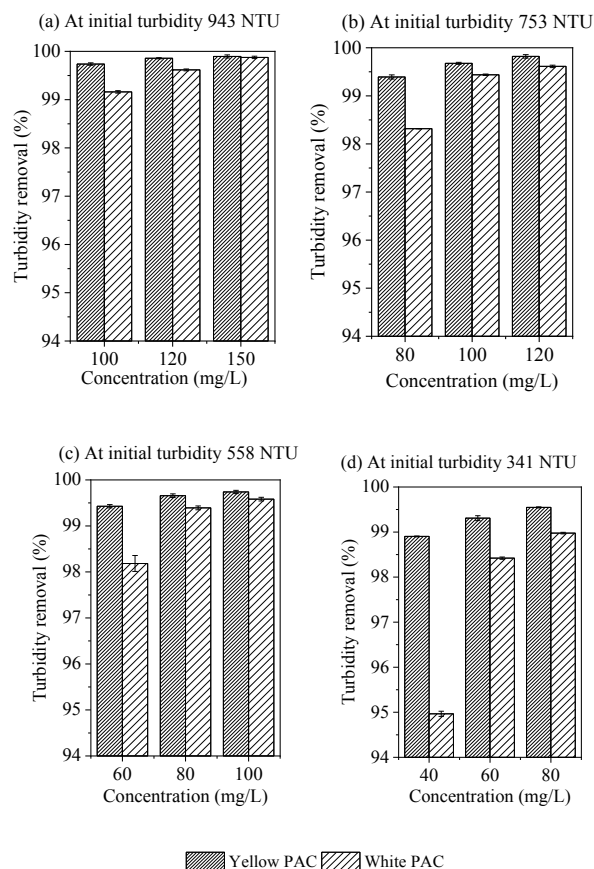 (a) At initial turbidity 943 NTU
Turbidity removal (%)
100
99
98
97
96
95
94
100 120 150
Concentration (mg/L)
(b) At initial turbidity 753 NTU
Turbidity removal (%)
100
99
98
97
96
95
94
80 100 120
Concentration (mg/L)
(c) At initial turbidity 558 NTU
Turbidity removal (%)
100
99
98
97
96
95
94
60 80 100
Concentration (mg/L)
(d) At initial turbidity 341 NTU
Turbidity removal (%)
100
99
98
97
96
95
94
40 60 80
Concentration (mg/L)
Yellow PAC White PAC